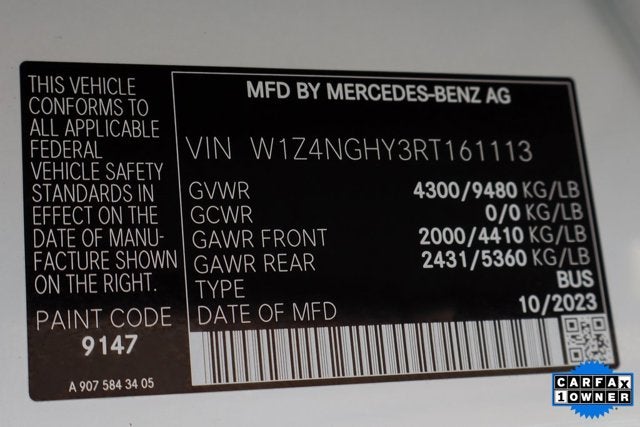 THIS VEHICLE
CONFORMS TO
ALL APPLICABLE
FEDERAL
VEHICLE SAFETY
STANDARDS IN
EFFECT ON THE
DATE OF MANU-
FACTURE SHOWN
ON THE RIGHT.
PAINT CODE
9147
A 907 584 34 05
MFD BY MERCEDES-BENZ AG
VIN W1Z4NGHY3RT161113
GVWR 4300/9480 KG/LB
GCWR 0/0 KG/LB
GAWR FRONT 2000/4410 KG/LB
GAWR REAR 2431/5360 KG/LB
TYPE BUS
DATE OF MFD 10/2023
CARFAX
1 OWNER